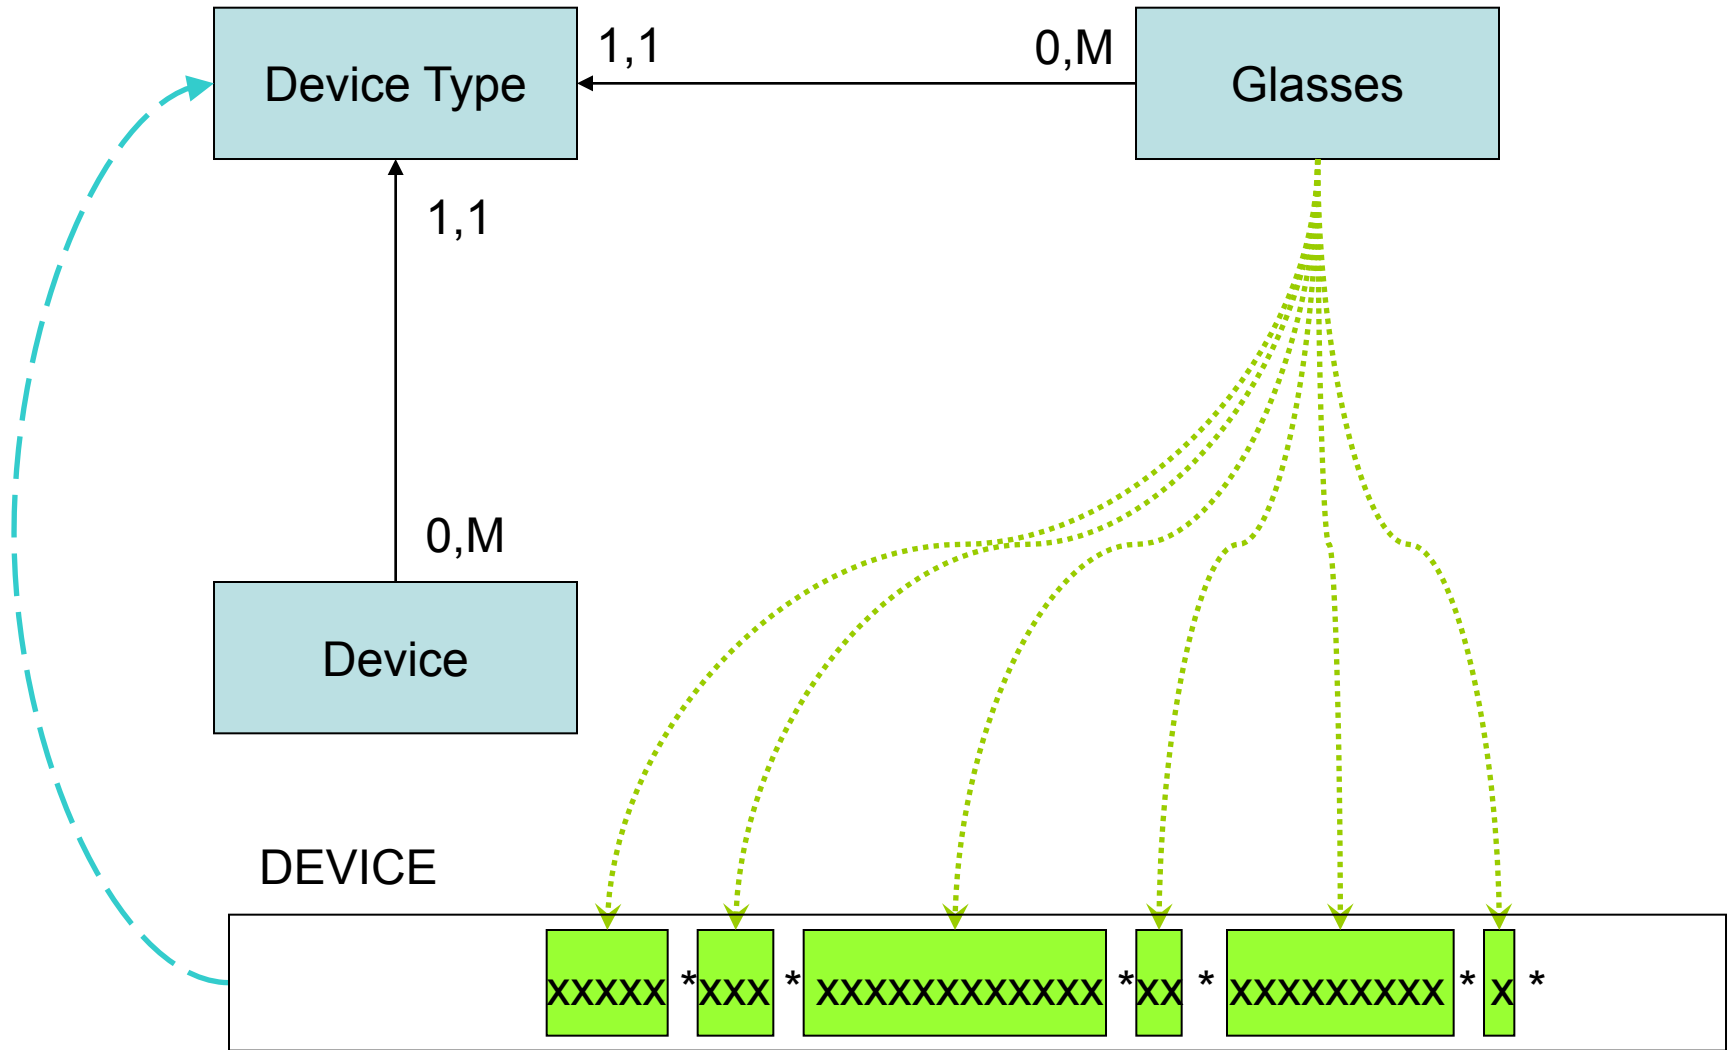 Device Type
1,1
0,M
Glasses
1,1
0,M
Device
DEVICE
xxxxx * xxx * xxxxxxxxxxxx * xx * xxxxxxxxx * x *